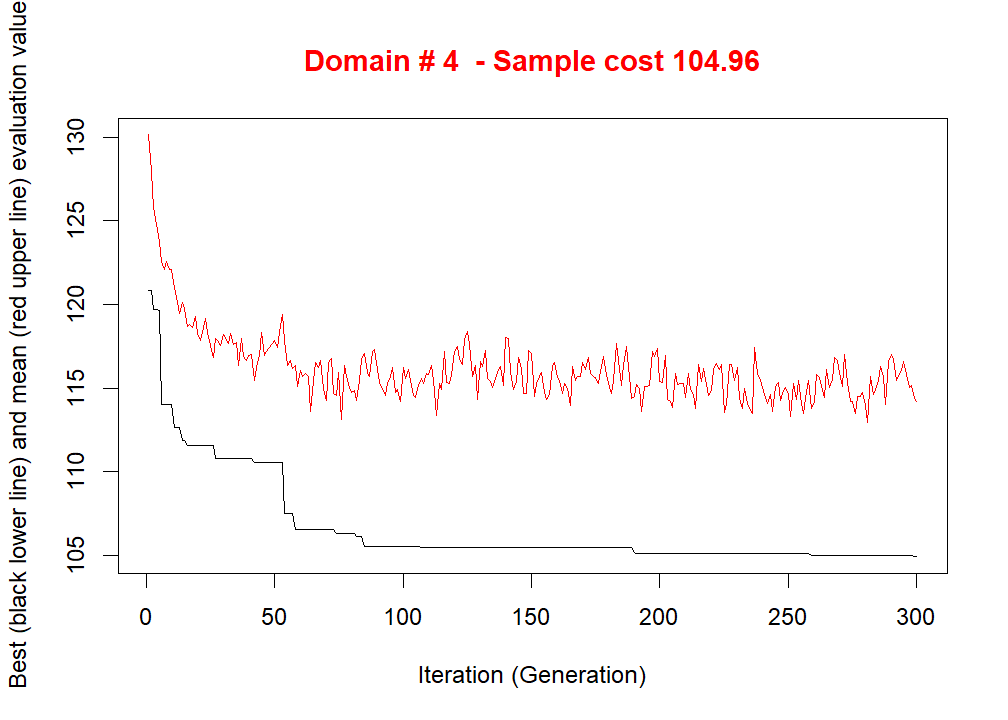 Domain # 4  - Sample cost 104.96
Best (black lower line) and mean (red upper line) evaluation value
130
125
120
115
110
105
0 50 100 150 200 250 300
Iteration (Generation)